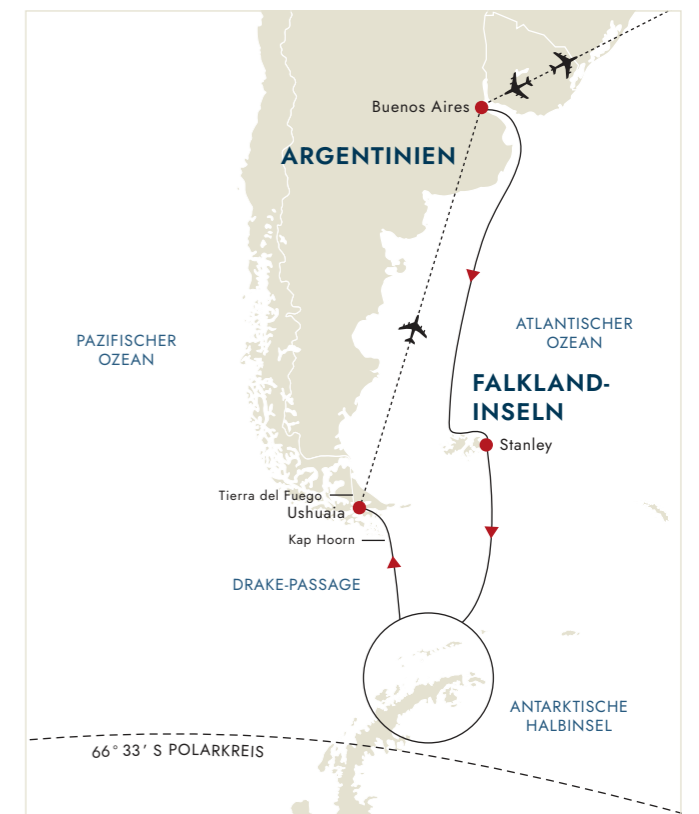 Buenos Aires
ARGENTINIEN
PAZIFISCHER
OZEAN
ATLANTISCHER
OZEAN
FALKLAND-
INSELN
Stanley
Tierra del Fuego
Ushuaia
Kap Hoorn
DRAKE-PASSAGE
ANTARKTISCHE
HALBINSEL
66° 33’ S POLARKREIS